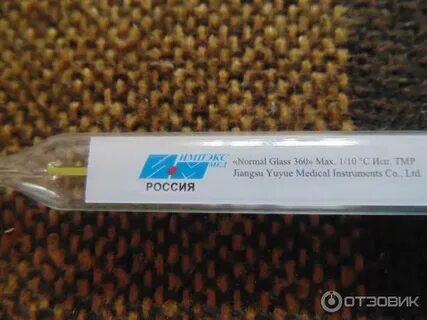 ИМПЭКС
МЕД
РОССИЯ
«Normal Glass 360» Max. 1/10 °C Исп. ТМР
Jiangsu Yuyue Medical Instruments Co., Ltd.
ОТЗОВИК